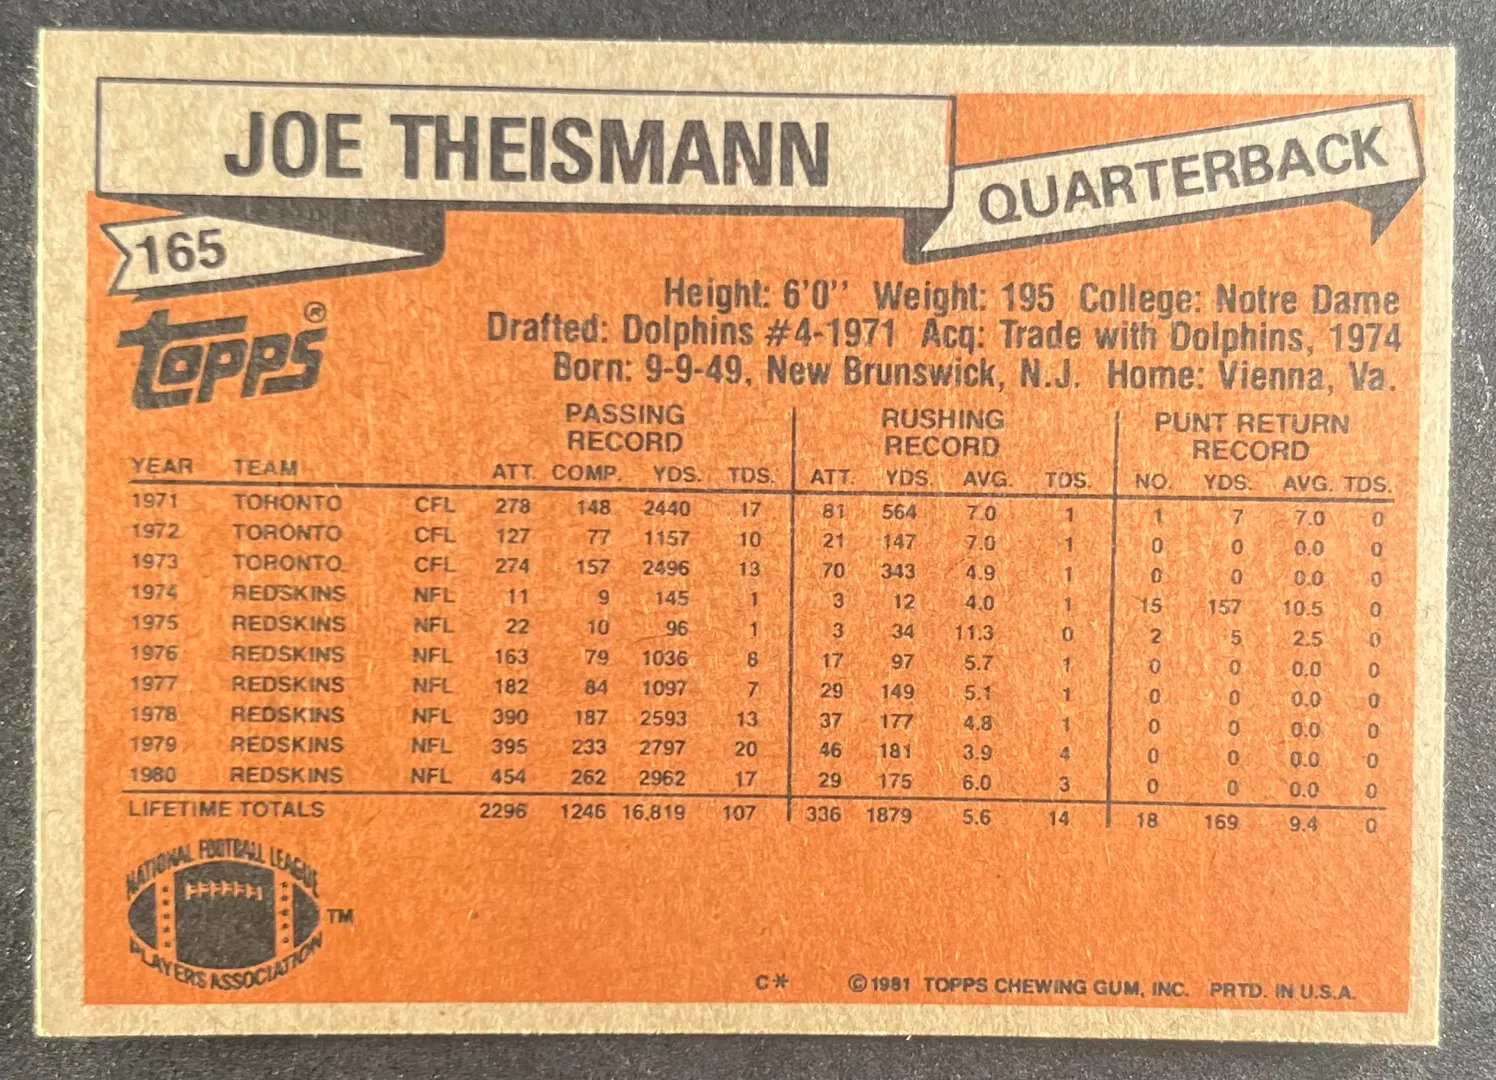 JOE THEISMANN
QUARTERBACK
165
TOPPS®
Height: 6'0'' Weight: 195 College: Notre Dame
Drafted: Dolphins #4-1971 Acq: Trade with Dolphins, 1974
Born: 9-9-49, New Brunswick, N.J. Home: Vienna, Va.
PASSING RECORD RUSHING RECORD PUNT RETURN RECORD
YEAR TEAM ATT. COMP. YDS. TDS. ATT. YDS. AVG. TDS. NO. YDS. AVG. TDS.
1971 TORONTO CFL 278 148 2440 17 81 564 7.0 1 1 7 7.0 0
1972 TORONTO CFL 127 77 1157 10 21 147 7.0 1 0 0 0.0 0
1973 TORONTO CFL 274 157 2496 13 70 343 4.9 1 0 0 0.0 0
1974 REDSKINS NFL 11 9 145 1 3 12 4.0 1 15 157 10.5 0
1975 REDSKINS NFL 22 10 96 1 3 34 11.3 0 2 5 2.5 0
1976 REDSKINS NFL 163 79 1036 8 17 97 5.7 1 0 0 0.0 0
1977 REDSKINS NFL 182 84 1097 7 29 149 5.1 1 0 0 0.0 0
1978 REDSKINS NFL 390 187 2593 13 37 177 4.8 1 0 0 0.0 0
1979 REDSKINS NFL 395 233 2797 20 46 181 3.9 4 0 0 0.0 0
1980 REDSKINS NFL 454 262 2962 17 29 175 6.0 3 0 0 0.0 0
LIFETIME TOTALS 2296 1246 16,819 107 336 1879 5.6 14 18 169 9.4 0
NATIONAL FOOTBALL LEAGUE
PLAYERS ASSOCIATION
TM
C* ©1981 TOPPS CHEWING GUM, INC. PRTD. IN U.S.A.